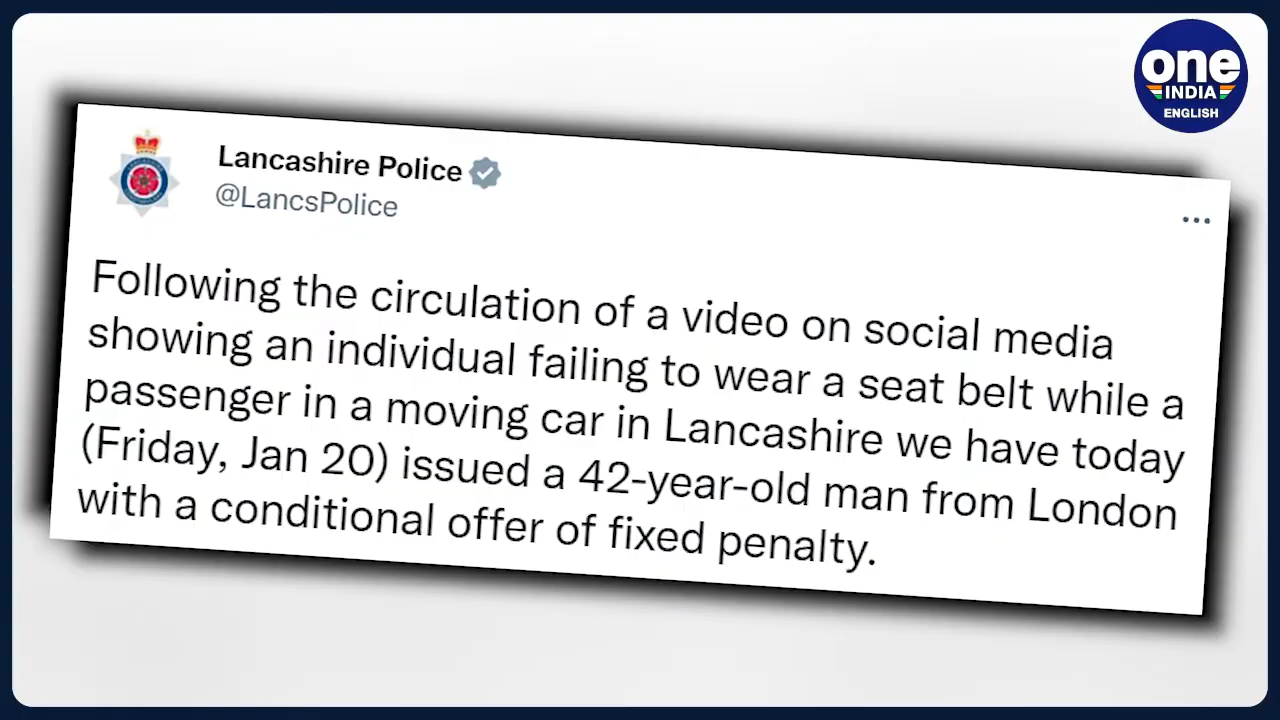 one
INDIA
ENGLISH
Lancashire Police
@LancsPolice
Following the circulation of a video on social media
showing an individual failing to wear a seat belt while a
passenger in a moving car in Lancashire we have today
(Friday, Jan 20) issued a 42-year-old man from London
with a conditional offer of fixed penalty.